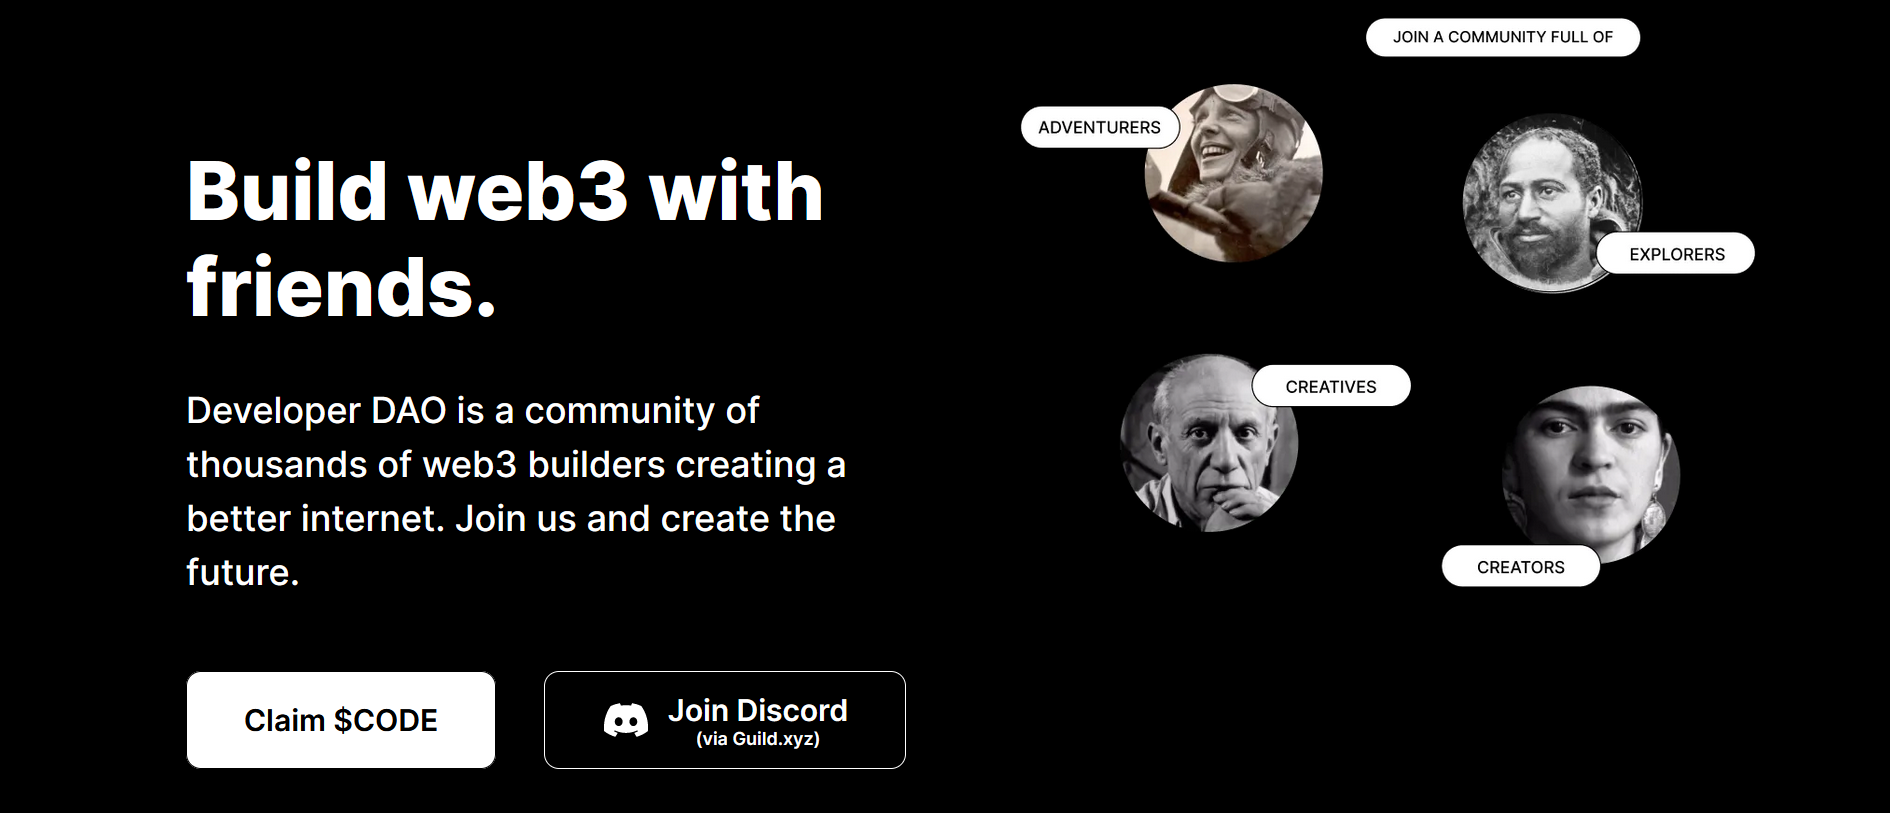 Build web3 with
friends.
Developer DAO is a community of
thousands of web3 builders creating a
better internet. Join us and create the
future.
Claim $CODE
Join Discord
(via Guild.xyz)
JOIN A COMMUNITY FULL OF
ADVENTURERS
EXPLORERS
CREATIVES
CREATORS